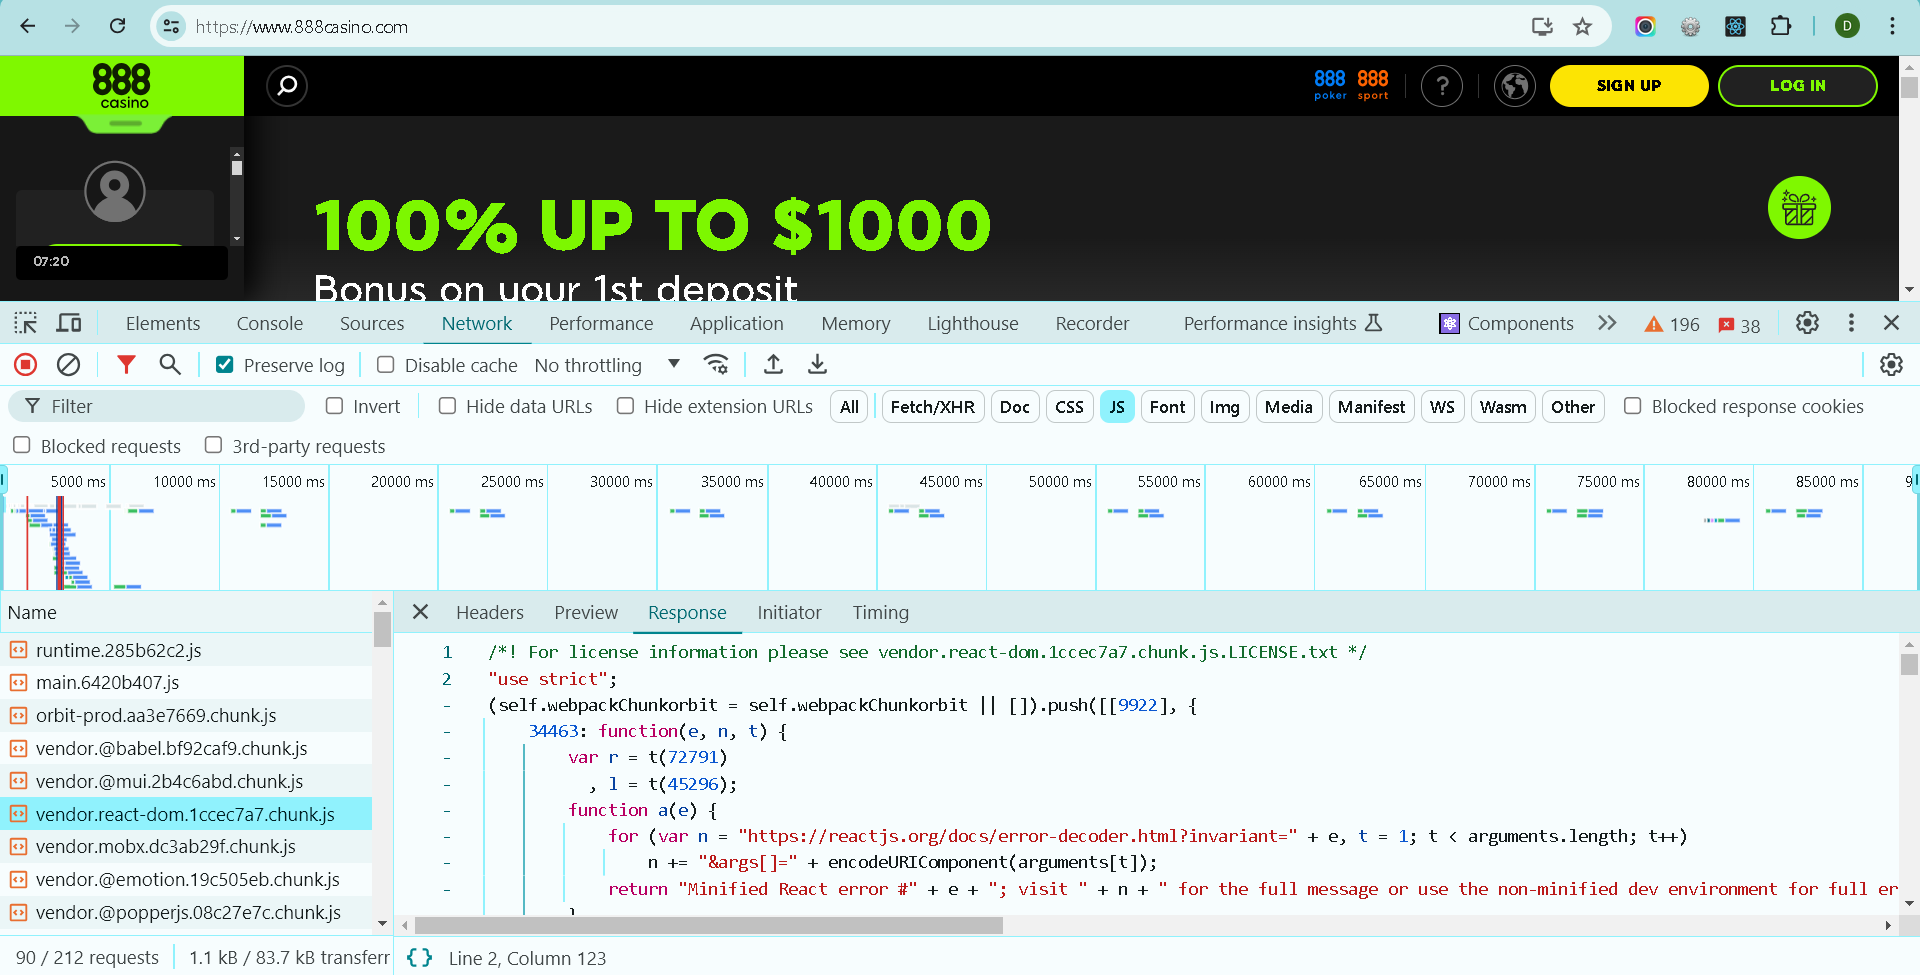 https://www.888casino.com
D
888
casino
888
poker
888
sport
?
SIGN UP
LOG IN
07:20
100% UP TO $1000
Bonus on your 1st deposit
Elements Console Sources Network Performance Application Memory Lighthouse Recorder Performance insights Components 196 38
Preserve log Disable cache No throttling
Filter Invert Hide data URLs Hide extension URLs All Fetch/XHR Doc CSS JS Font Img Media Manifest WS Wasm Other Blocked response cookies
Blocked requests 3rd-party requests
5000 ms 10000 ms 15000 ms 20000 ms 25000 ms 30000 ms 35000 ms 40000 ms 45000 ms 50000 ms 55000 ms 60000 ms 65000 ms 70000 ms 75000 ms 80000 ms 85000 ms 9
Name
runtime.285b62c2.js
main.6420b407.js
orbit-prod.aa3e7669.chunk.js
vendor.@babel.bf92caf9.chunk.js
vendor.@mui.2b4c6abd.chunk.js
vendor.react-dom.1ccec7a7.chunk.js
vendor.mobx.dc3ab29f.chunk.js
vendor.@emotion.19c505eb.chunk.js
vendor.@popperjs.08c27e7c.chunk.js
90 / 212 requests 1.1 kB / 83.7 kB transferr
Headers Preview Response Initiator Timing
1 /*! For license information please see vendor.react-dom.1ccec7a7.chunk.js.LICENSE.txt */
2 "use strict";
- (self.webpackChunkorbit = self.webpackChunkorbit || []).push([[9922], {
- 34463: function(e, n, t) {
- var r = t(72791)
- , l = t(45296);
- function a(e) {
- for (var n = "https://reactjs.org/docs/error-decoder.html?invariant=" + e, t = 1; t < arguments.length; t++)
- n += "&args[]=" + encodeURIComponent(arguments[t]);
- return "Minified React error #" + e + "; visit " + n + " for the full message or use the non-minified dev environment for full er
}
{} Line 2, Column 123